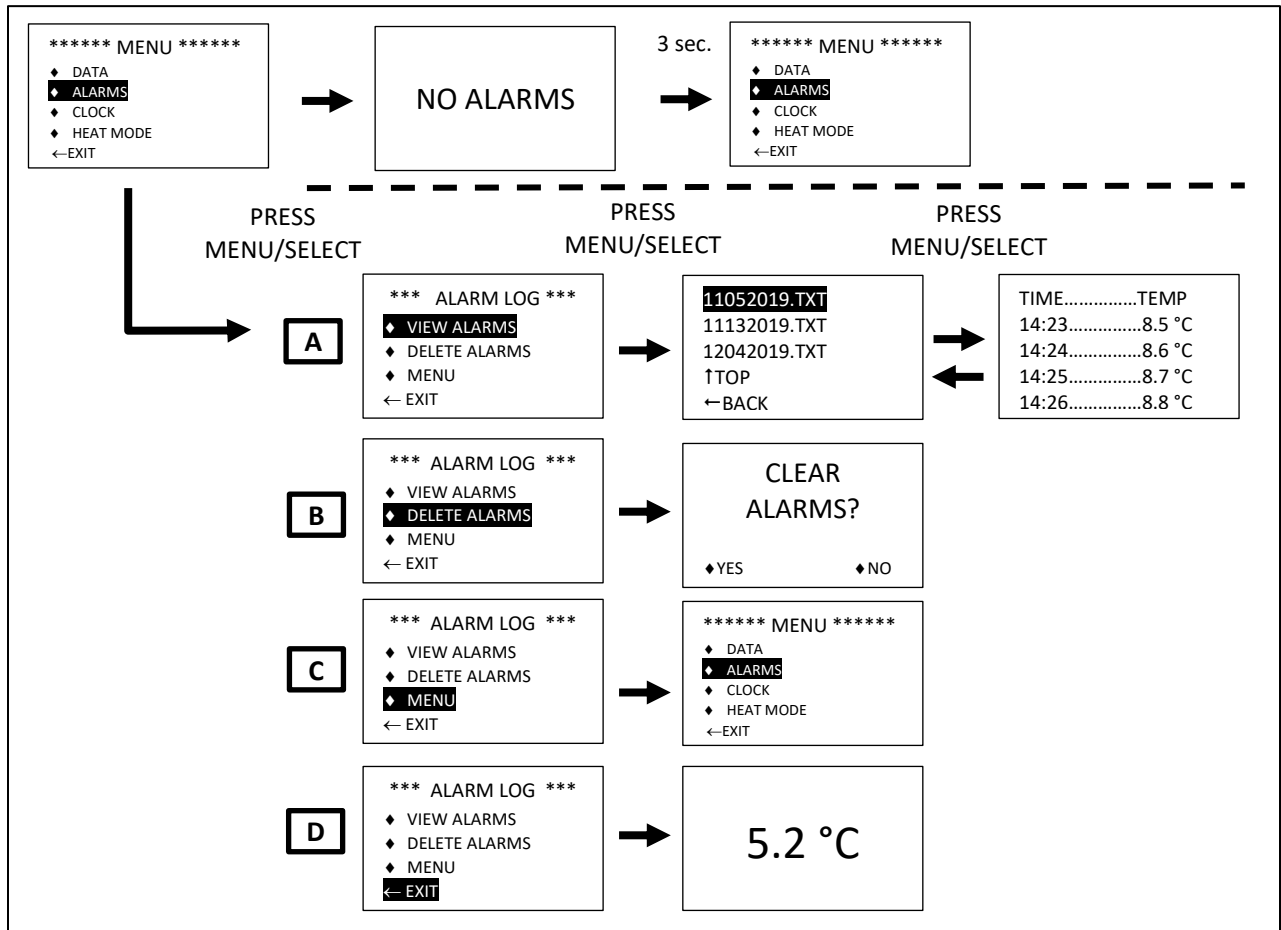 ****** MENU ******
♦ DATA
♦ ALARMS
♦ CLOCK
♦ HEAT MODE
←EXIT
NO ALARMS
3 sec.
****** MENU ******
♦ DATA
♦ ALARMS
♦ CLOCK
♦ HEAT MODE
←EXIT
PRESS
MENU/SELECT
PRESS
MENU/SELECT
PRESS
MENU/SELECT
A
*** ALARM LOG ***
♦ VIEW ALARMS
♦ DELETE ALARMS
♦ MENU
← EXIT
11052019.TXT
11132019.TXT
12042019.TXT
↑TOP
←BACK
TIME..............TEMP
14:23..............8.5 °C
14:24..............8.6 °C
14:25..............8.7 °C
14:26..............8.8 °C
B
*** ALARM LOG ***
♦ VIEW ALARMS
♦ DELETE ALARMS
♦ MENU
← EXIT
CLEAR
ALARMS?
♦YES ♦NO
C
*** ALARM LOG ***
♦ VIEW ALARMS
♦ DELETE ALARMS
♦ MENU
← EXIT
****** MENU ******
♦ DATA
♦ ALARMS
♦ CLOCK
♦ HEAT MODE
←EXIT
D
*** ALARM LOG ***
♦ VIEW ALARMS
♦ DELETE ALARMS
♦ MENU
← EXIT
5.2 °C